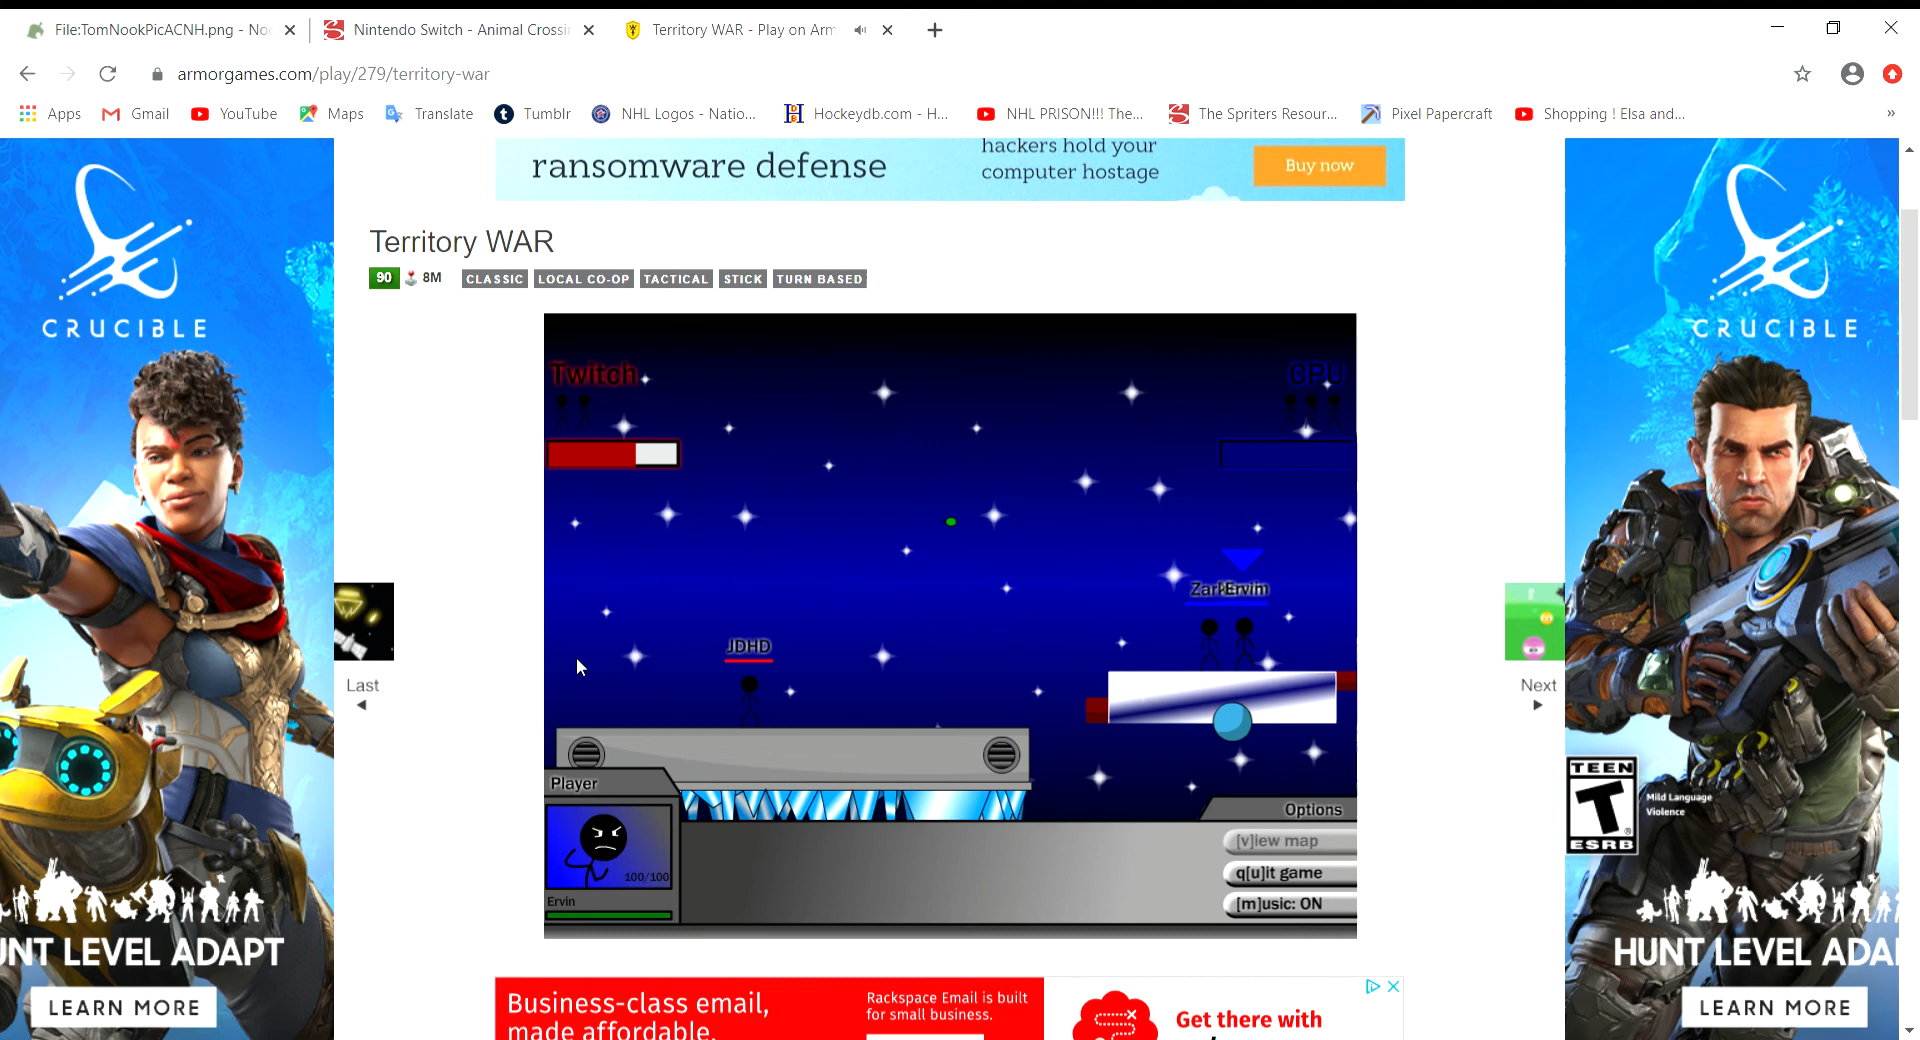 File:TomNookPicACNH.png - Noo
Nintendo Switch - Animal Crossin
Territory WAR - Play on Arm
armorgames.com/play/279/territory-war
Apps
Gmail
YouTube
Maps
Translate
Tumblr
NHL Logos - Natio...
Hockeydb.com - H...
NHL PRISON!!! The...
The Spriters Resour...
Pixel Papercraft
Shopping ! Elsa and...
»
ransomware defense
hackers hold your
computer hostage
Buy now
Territory WAR
90
8M
CLASSIC
LOCAL CO-OP
TACTICAL
STICK
TURN BASED
CRUCIBLE
CRUCIBLE
Twitch
CPU
Ervin
JDHD
Last
Next
Player
100/100
Ervin
Options
[v]iew map
q[u]it game
[m]usic: ON
HUNT LEVEL ADAPT
LEARN MORE
TEEN
T
ESRB
Mild Language
Violence
HUNT LEVEL ADA
LEARN MORE
Business-class email,
made affordable.
Rackspace Email is built
for small business.
Get there with